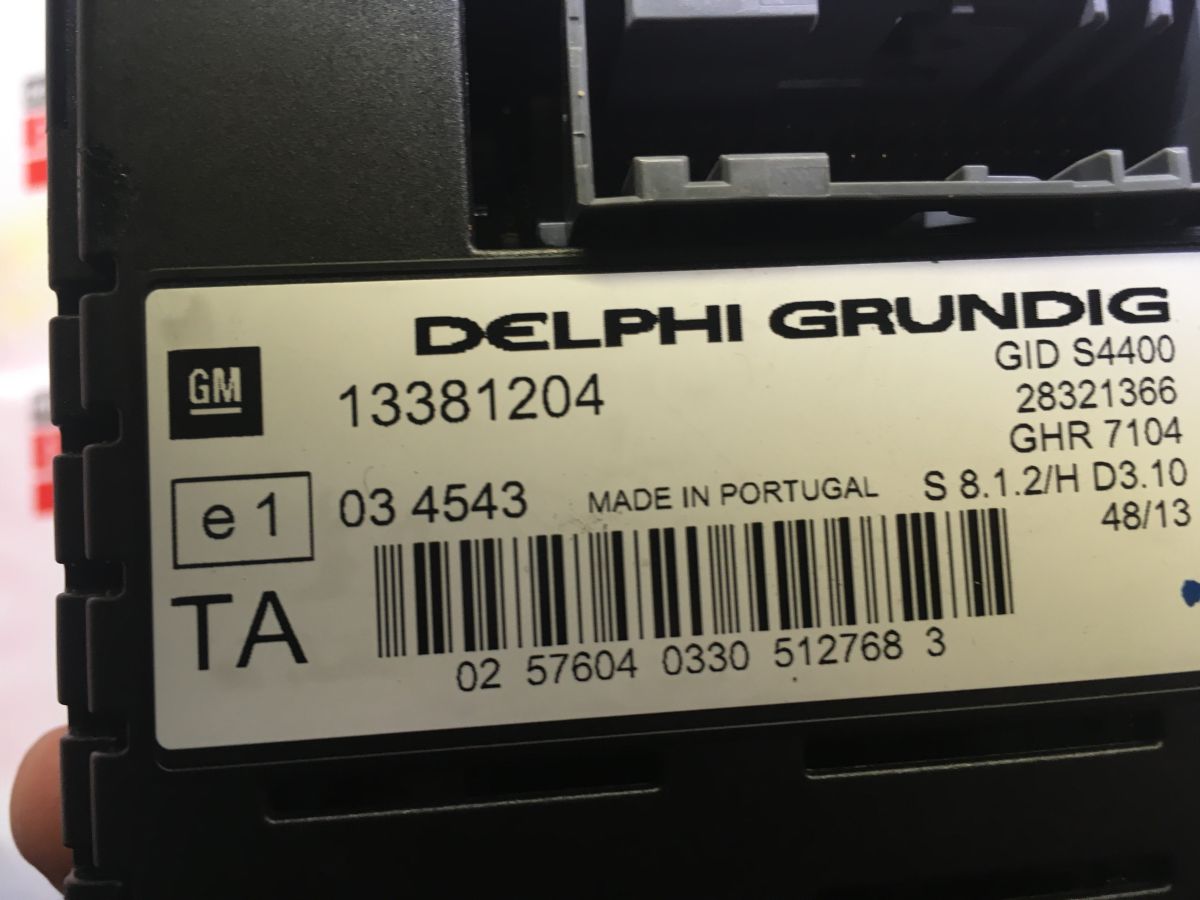 DELPHI GRUNDIG
GM
13381204
GID S4400
28321366
GHR 7104
e1
03 4543
MADE IN PORTUGAL
S 8.1.2/H D3.10
48/13
TA
02 57604 0330 512768 3